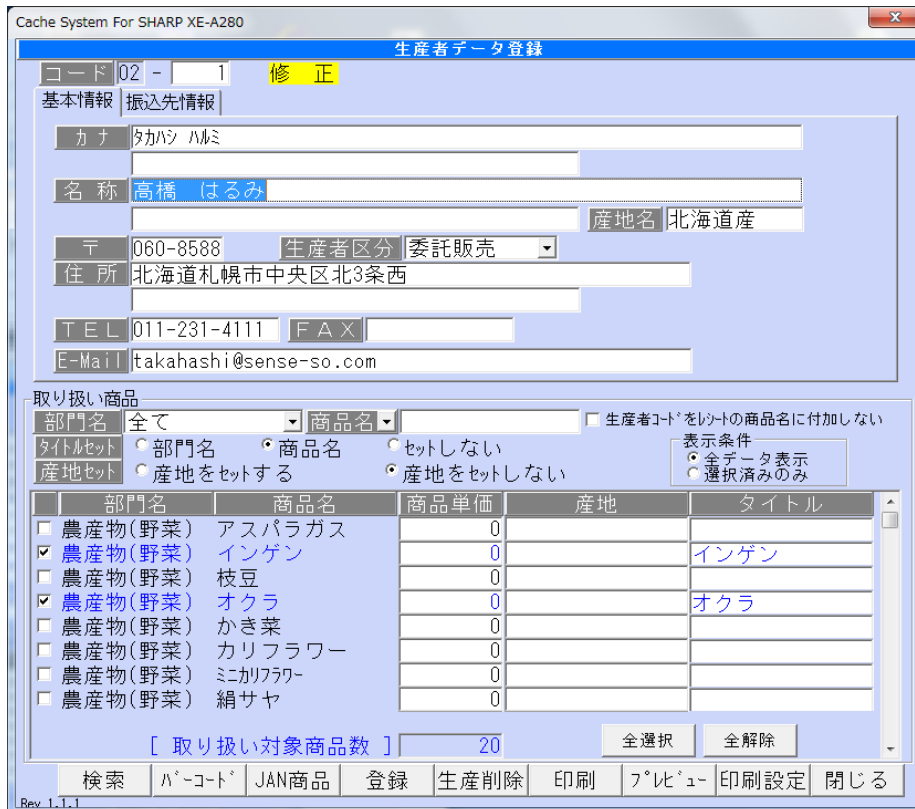 Cache System For SHARP XE-A280
生産者データ登録
コード 02 - 1 修 正
基本情報 振込先情報
カ ナ ﾀｶﾊｼ ﾊﾙﾐ
名 称 高橋 はるみ
産地名 北海道産
〒 060-8588 生産者区分 委託販売
住 所 北海道札幌市中央区北3条西
ＴＥＬ 011-231-4111 ＦＡＸ
E-Mail takahashi@sense-so.com
取り扱い商品
部門名 全て 商品名 生産者ｺｰﾄﾞをﾚｼｰﾄの商品名に付加しない
ﾀｲﾄﾙｾｯﾄ 部門名 商品名 ｾｯﾄしない 表示条件
産地ｾｯﾄ 産地をｾｯﾄする 産地をｾｯﾄしない 全データ表示
選択済みのみ
部門名 商品名 商品単価 産地 タイトル
農産物(野菜) アスパラガス 0
農産物(野菜) インゲン 0 インゲン
農産物(野菜) 枝豆 0
農産物(野菜) オクラ 0 オクラ
農産物(野菜) かき菜 0
農産物(野菜) カリフラワー 0
農産物(野菜) ﾐﾆｶﾘﾌﾗﾜｰ 0
農産物(野菜) 絹サヤ 0
[ 取り扱い対象商品数 ] 20 全選択 全解除
検索 ﾊﾞｰｺｰﾄﾞ JAN商品 登録 生産削除 印刷 ﾌﾟﾚﾋﾞｭｰ 印刷設定 閉じる
Rev 1.1.1